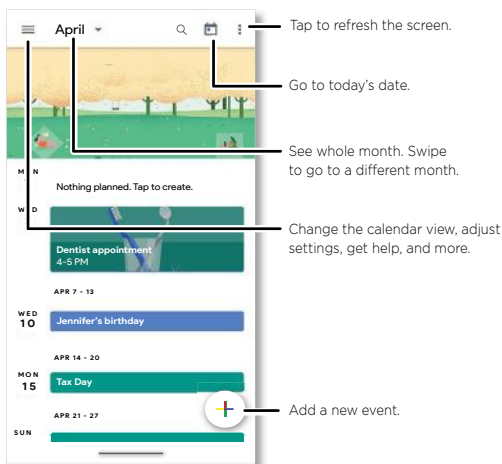 April
Tap to refresh the screen.
Go to today's date.
See whole month. Swipe
to go to a different month.
M N
Nothing planned. Tap to create.
W D
Change the calendar view, adjust
settings, get help, and more.
Dentist appointment
4-5 PM
APR 7 - 13
WED
10
Jennifer's birthday
APR 14 - 20
MON
15
Tax Day
Add a new event.
APR 21 - 27
SUN